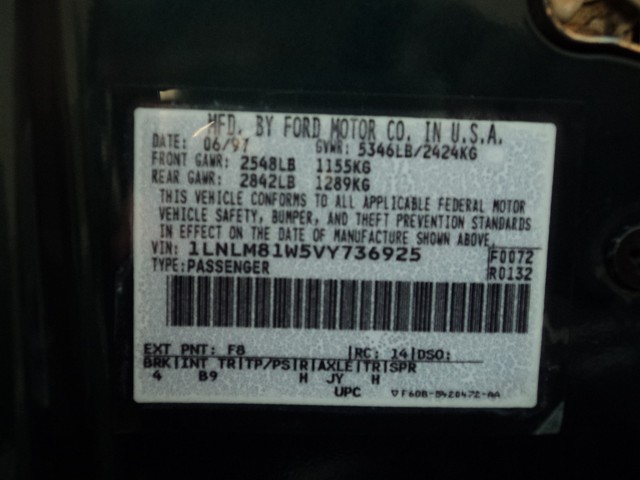 MFD. BY FORD MOTOR CO. IN U.S.A.
DATE: 06/97 GVWR: 5346LB/2424KG
FRONT GAWR: 2548LB 1155KG
REAR GAWR: 2842LB 1289KG
THIS VEHICLE CONFORMS TO ALL APPLICABLE FEDERAL MOTOR
VEHICLE SAFETY, BUMPER, AND THEFT PREVENTION STANDARDS
IN EFFECT ON THE DATE OF MANUFACTURE SHOWN ABOVE.
VIN: 1LNLM81W5VY736925 F0072
TYPE: PASSENGER R0132
EXT PNT: F8 |RC: 14|DSO:
BRK|INT TR|TP/PS|R|AXLE|TR|SPR
4 B9 H JY H
UPC F60B-5420472-AA